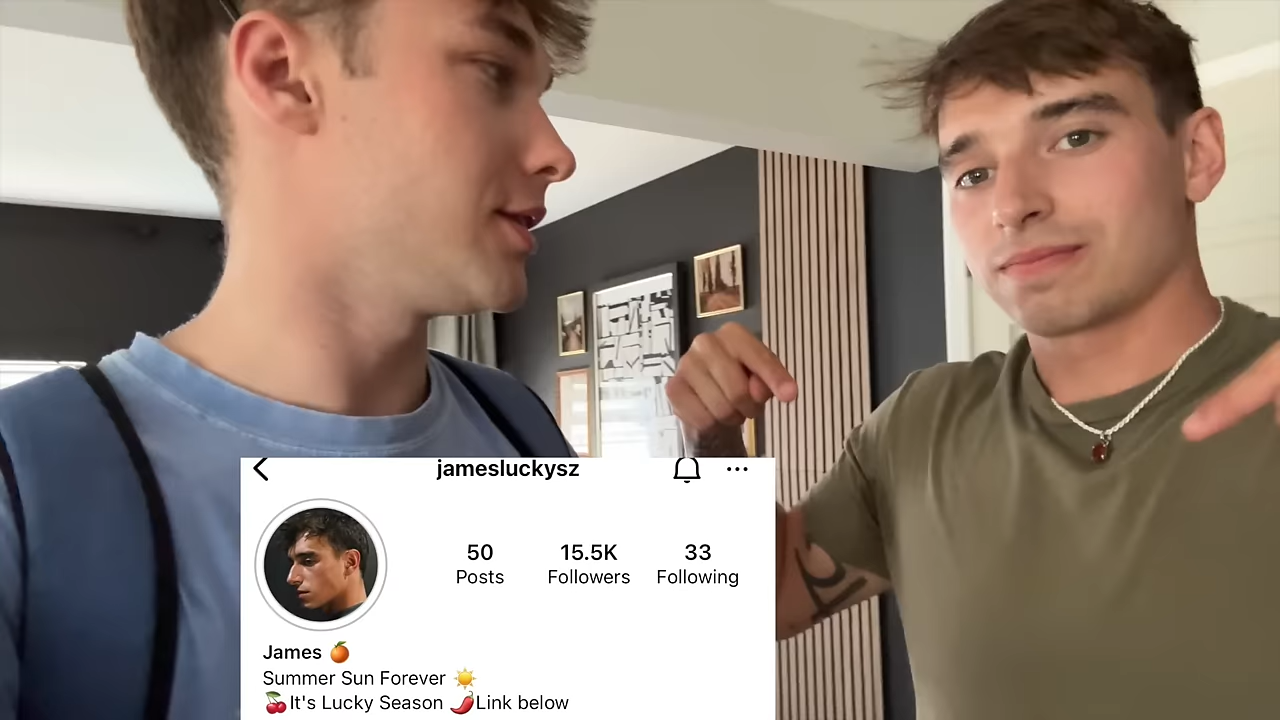 jamesluckysz
50 15.5K 33
Posts Followers Following
James 🍊
Summer Sun Forever ☀️
🍒It's Lucky Season 🌶️Link below